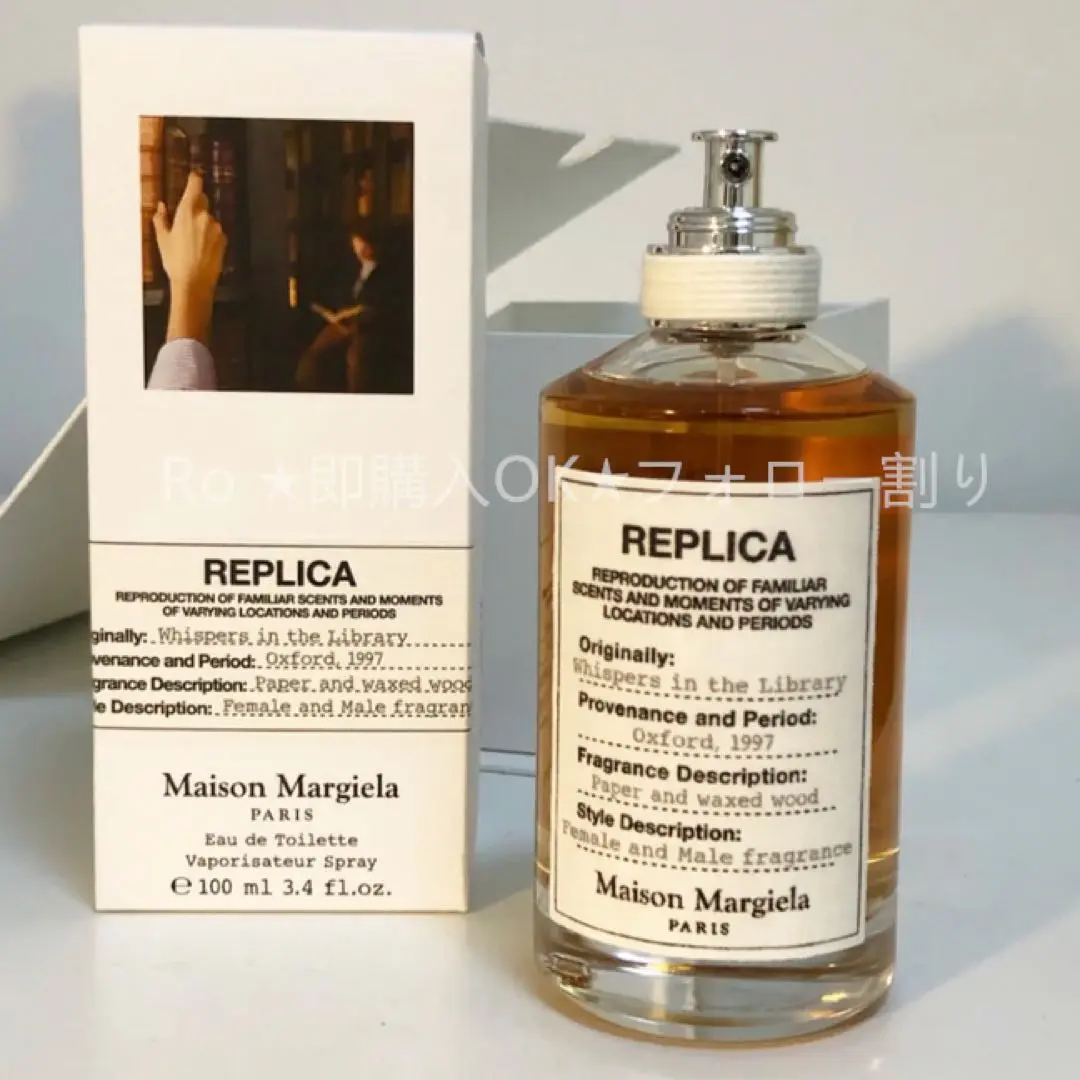 REPLICA
REPRODUCTION OF FAMILIAR SCENTS AND MOMENTS
OF VARYING LOCATIONS AND PERIODS
ginally: Whispers in the Library
venance and Period: Oxford, 1997
grance Description: Paper and waxed wood
le Description: Female and Male fragran
Maison Margiela
PARIS
Eau de Toilette
Vaporisateur Spray
℮ 100 ml 3.4 fl.oz.
Ro ★即購入OK★フォロー割り
REPLICA
REPRODUCTION OF FAMILIAR
SCENTS AND MOMENTS OF VARYING
LOCATIONS AND PERIODS
Originally:
Whispers in the Library
Provenance and Period:
Oxford, 1997
Fragrance Description:
Paper and waxed wood
Style Description:
Female and Male fragrance
Maison Margiela
PARIS